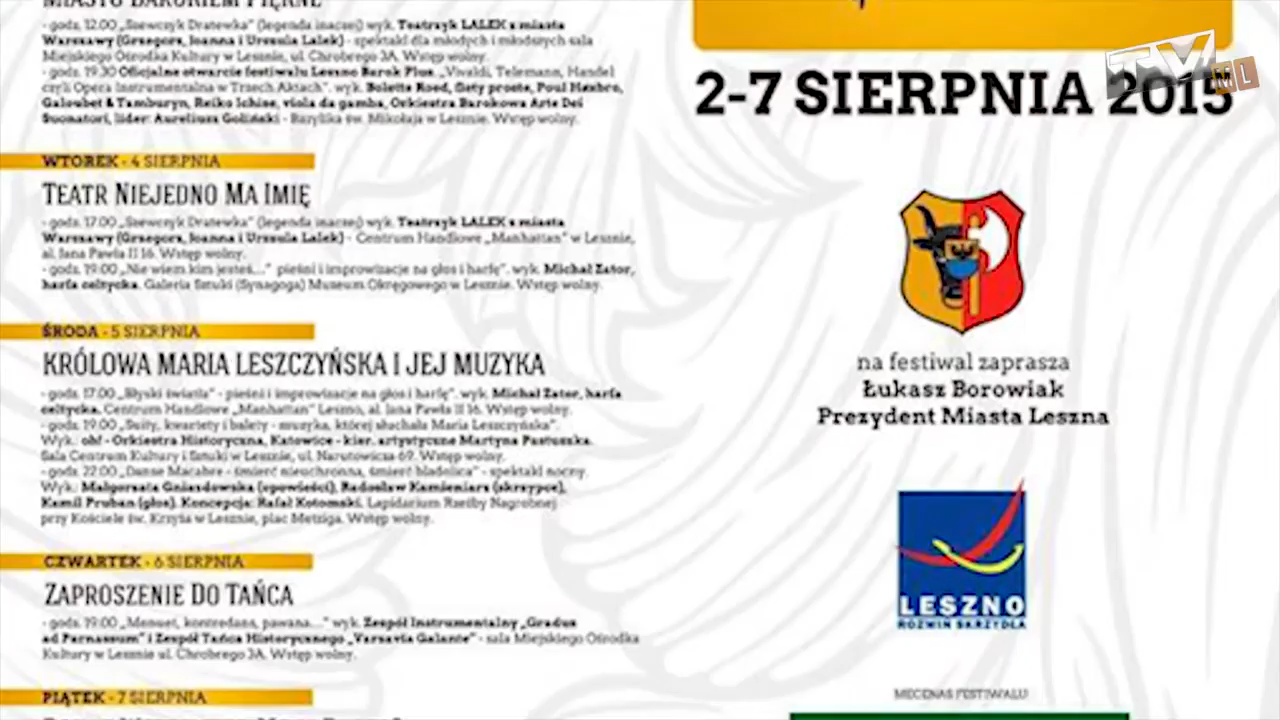 MIASTO BAROKIEM PIĘKNE
- godz. 12.00 „Szewczyk Dratewka” (legenda inaczej) wyk. Teatrzyk LALEK z miasta
Warszawy (Grzegorz, Joanna i Urszula Lalek) - spektakl dla młodych i młodszych sala
Miejskiego Ośrodka Kultury w Lesznie, ul. Chrobrego 3A. Wstęp wolny.
- godz. 19.30 Oficjalne otwarcie festiwalu Leszno Barok Plus „Vivaldi, Telemann, Handel
czyli Opera Instrumentalna w Trzech Aktach”. wyk. Bolette Roed, flety proste, Poul Høxbro,
Galoubet & Tamburyn, Reiko Ichise, viola da gamba, Orkiestra Barokowa Arte Dei
Suonatori, lider: Aureliusz Goliński - Bazylika św. Mikołaja w Lesznie. Wstęp wolny.
WTOREK - 4 SIERPNIA
TEATR NIEJEDNO MA IMIĘ
- godz. 17.00 „Szewczyk Dratewka” (legenda inaczej) wyk. Teatrzyk LALEK z miasta
Warszawy (Grzegorz, Joanna i Urszula Lalek) - Centrum Handlowe „Manhattan” w Lesznie,
al. Jana Pawła II 16. Wstęp wolny.
- godz. 19.00 „Nie wiem kim jesteś...” pieśni i improwizacje na głos i harfę”. wyk. Michał Zator,
harfa celtycka. Galeria Sztuki (Synagoga) Muzeum Okręgowego w Lesznie. Wstęp wolny.
ŚRODA - 5 SIERPNIA
KRÓLOWA MARIA LESZCZYŃSKA I JEJ MUZYKA
- godz. 17.00 „Błyski światła” - pieśni i improwizacje na głos i harfę”. wyk. Michał Zator, harfa
celtycka. Centrum Handlowe „Manhattan” Leszno, al. Jana Pawła II 16. Wstęp wolny.
- godz. 19.00 „Suity, kwartety i balety - muzyka, której słuchała Maria Leszczyńska”.
Wyk.: oh! - Orkiestra Historyczna, Katowice - kier. artystyczne Martyna Pastuszka.
Sala Centrum Kultury i Sztuki w Lesznie, ul. Narutowicza 69. Wstęp wolny.
- godz. 22.00 „Danse Macabre - śmierć nieuchronna, śmierć bladolica” - spektakl nocny.
Wyk.: Małgorzata Gniazdowska (opowieści), Radosław Kamieniarz (skrzypce),
Kamil Pruban (głos). Koncepcja: Rafał Kotomski. Lapidarium Rzeźby Nagrobnej
przy Kościele św. Krzyża w Lesznie, plac Metziga. Wstęp wolny.
CZWARTEK - 6 SIERPNIA
ZAPROSZENIE DO TAŃCA
- godz. 19.00 „Menuet, kontredans, pawana...” wyk. Zespół Instrumentalny „Gradus
ad Parnassum” i Zespół Tańca Historycznego „Varsavia Galante” - sala Miejskiego Ośrodka
Kultury w Lesznie ul. Chrobrego 3A. Wstęp wolny.
PIĄTEK - 7 SIERPNIA
TV ML
2-7 SIERPNIA 2015
na festiwal zaprasza
Łukasz Borowiak
Prezydent Miasta Leszna
LESZNO
ROZWIŃ SKRZYDŁA
MECENAS FESTIWALU